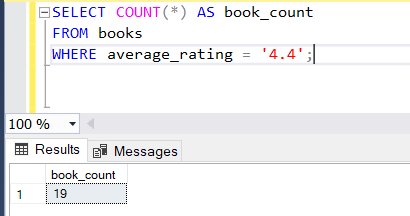 SELECT COUNT(*) AS book_count
FROM books
WHERE average_rating = '4.4';
100 %
Results Messages
book_count
1 19